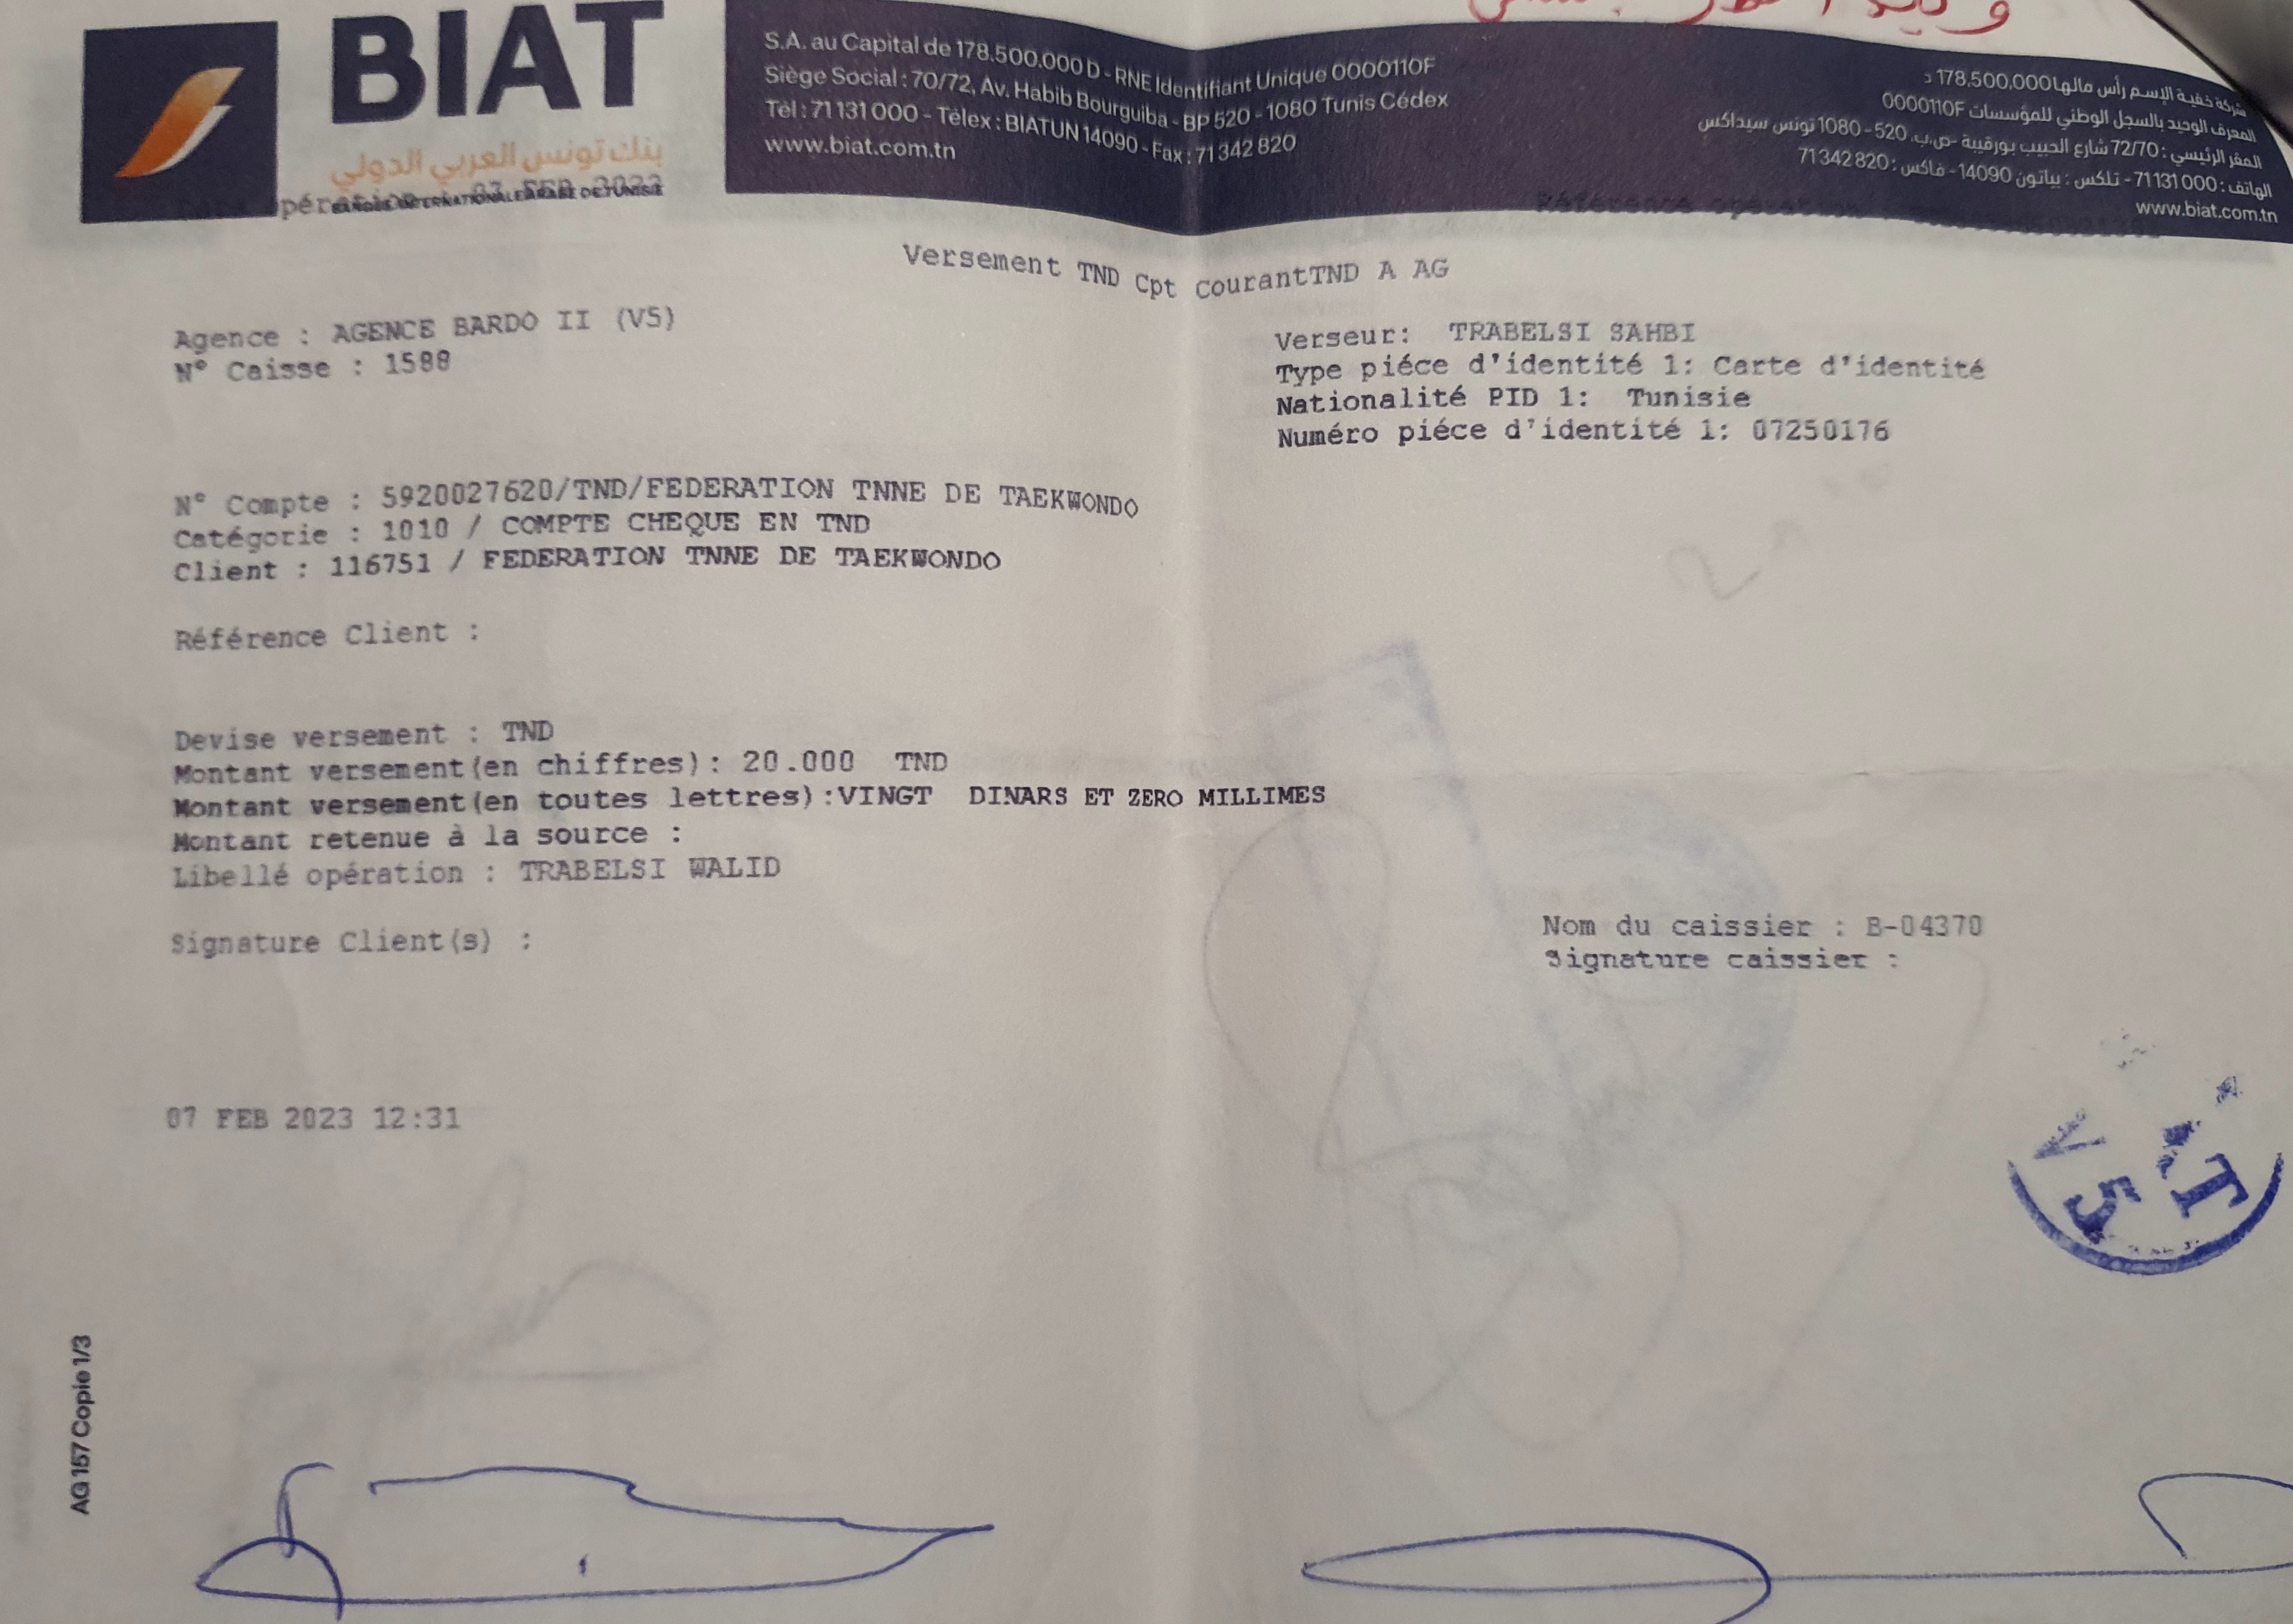 BIAT
بنك تونس العربي الدولي
BANQUE INTERNATIONALE ARABE DE TUNISIE
S.A. au Capital de 178.500.000 D - RNE Identifiant Unique 0000110F
Siège Social : 70/72, Av. Habib Bourguiba - BP 520 - 1080 Tunis Cédex
Tél : 71 131 000 - Télex : BIATUN 14090 - Fax : 71 342 820
www.biat.com.tn
شركة خفية الإسم رأس مالها 178,500,000 د
المعرف الوحيد بالسجل الوطني للمؤسسات 0000110F
المقر الرئيسي : 72/70 شارع الحبيب بورقيبة -ص.ب. 520 - 1080 تونس سيداكس
الهاتف : 71131000 - تلكس : بياتون 14090 - فاكس : 71342820
www.biat.com.tn
07 FEB 2023
Référence
Versement TND Cpt CourantTND A AG
Agence : AGENCE BARDO II (V5)
N° Caisse : 1588
Verseur: TRABELSI SAHBI
Type piéce d'identité 1: Carte d'identité
Nationalité PID 1: Tunisie
Numéro piéce d'identité 1: 07250176
N° Compte : 5920027620/TND/FEDERATION TNNE DE TAEKWONDO
Catégorie : 1010 / COMPTE CHEQUE EN TND
Client : 116751 / FEDERATION TNNE DE TAEKWONDO
Référence Client :
Devise versement : TND
Montant versement(en chiffres): 20.000 TND
Montant versement(en toutes lettres):VINGT DINARS ET ZERO MILLIMES
Montant retenue à la source :
Libellé opération : TRABELSI WALID
Signature Client(s) :
Nom du caissier : B-04370
Signature caissier :
07 FEB 2023 12:31
V5
AG 157 Copie 1/3